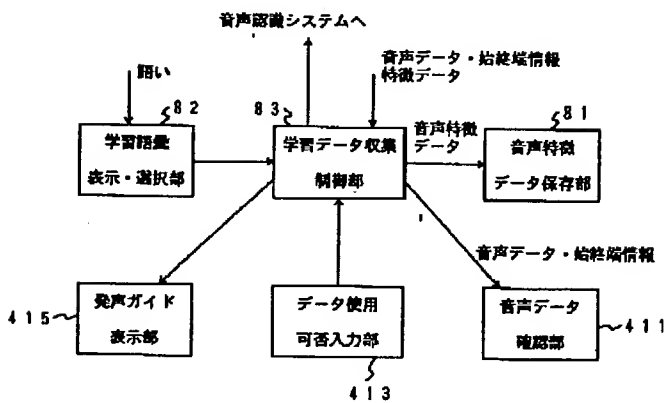 音声認識システムへ
語い
音声データ・始終端情報
特徴データ
82
83
81
学習語彙
表示・選択部
学習データ収集
制御部
音声特徴
データ
音声特徴
データ保存部
音声データ・始終端情報
415
発声ガイド
表示部
データ使用
可否入力部
413
音声データ
確認部
411